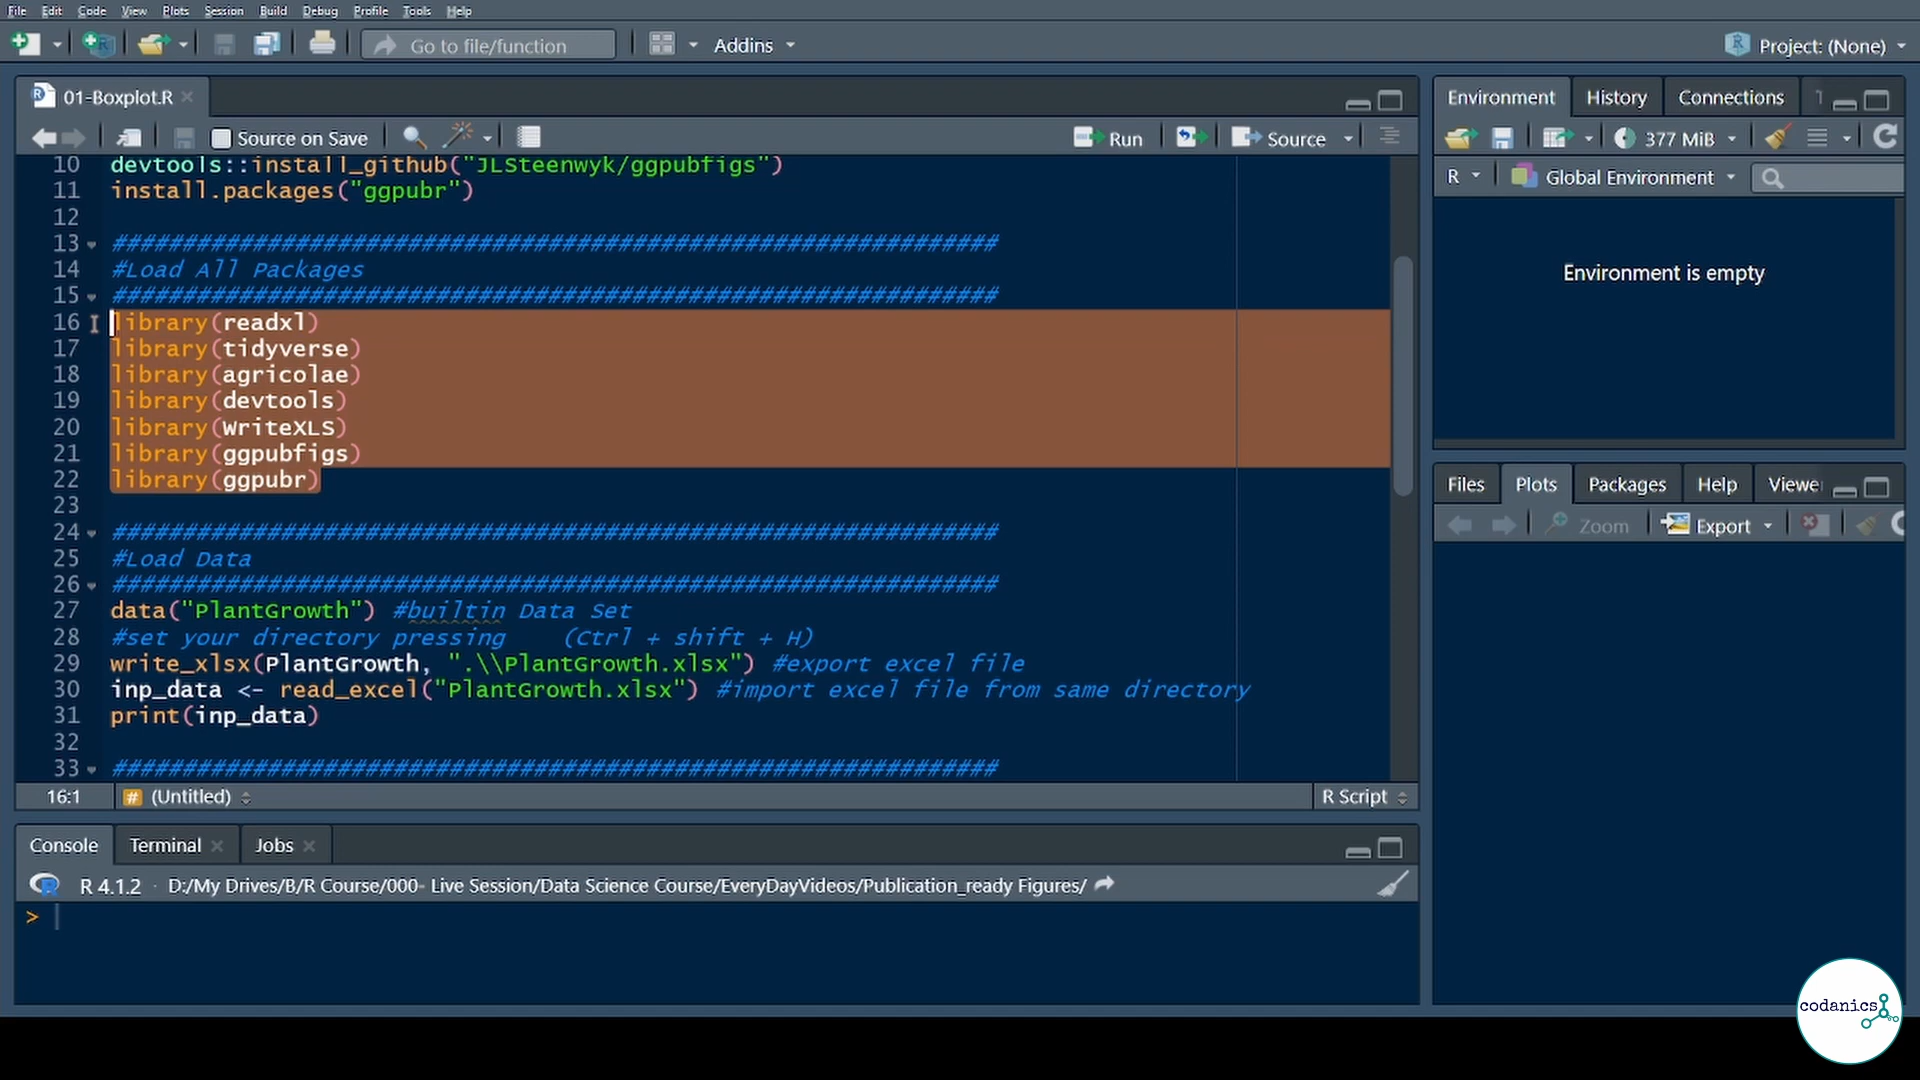 File Edit Code View Plots Session Build Debug Profile Tools Help
Go to file/function Addins Project: (None)
01-Boxplot.R
Source on Save Run Source
10 devtools::install_github("JLSteenwyk/ggpubfigs")
11 install.packages("ggpubr")
12
13 ###############################################################
14 #Load All Packages
15 ###############################################################
16 library(readxl)
17 library(tidyverse)
18 library(agricolae)
19 library(devtools)
20 library(WriteXLS)
21 library(ggpubfigs)
22 library(ggpubr)
23
24 ###############################################################
25 #Load Data
26 ###############################################################
27 data("PlantGrowth") #builtin Data Set
28 #set your directory pressing    (Ctrl + shift + H)
29 write_xlsx(PlantGrowth, ".\\PlantGrowth.xlsx") #export excel file
30 inp_data <- read_excel("PlantGrowth.xlsx") #import excel file from same directory
31 print(inp_data)
32
33 ###############################################################
16:1 # (Untitled) R Script
Console Terminal Jobs
R 4.1.2 · D:/My Drives/B/R Course/000- Live Session/Data Science Course/EveryDayVideos/Publication_ready Figures/
>
Environment History Connections
377 MiB
R Global Environment
Environment is empty
Files Plots Packages Help Viewe
Zoom Export
codanics